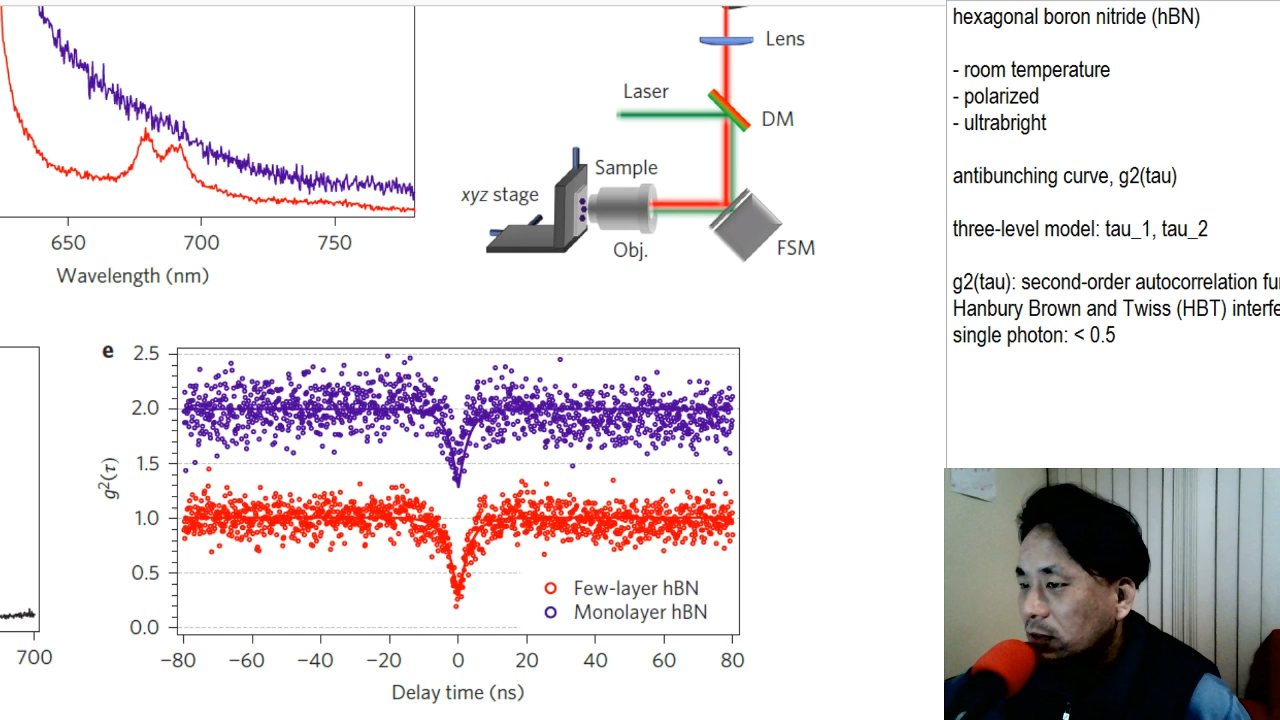 650
700
750
Wavelength (nm)
Lens
Laser
DM
Sample
xyz stage
Obj.
FSM
hexagonal boron nitride (hBN)
- room temperature
- polarized
- ultrabright
antibunching curve, g2(tau)
three-level model: tau_1, tau_2
g2(tau): second-order autocorrelation fu
Hanbury Brown and Twiss (HBT) interfe
single photon: < 0.5
700
e
g²(τ)
2.5
2.0
1.5
1.0
0.5
0.0
Few-layer hBN
Monolayer hBN
−80 −60 −40 −20 0 20 40 60 80
Delay time (ns)